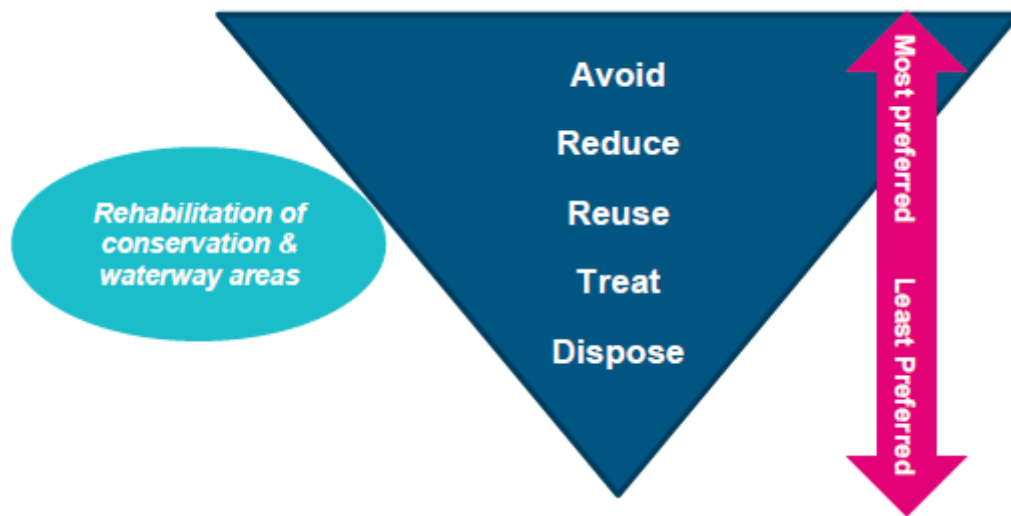 Avoid
Reduce
Reuse
Treat
Dispose
Rehabilitation of
conservation &
waterway areas
Most preferred
Least Preferred